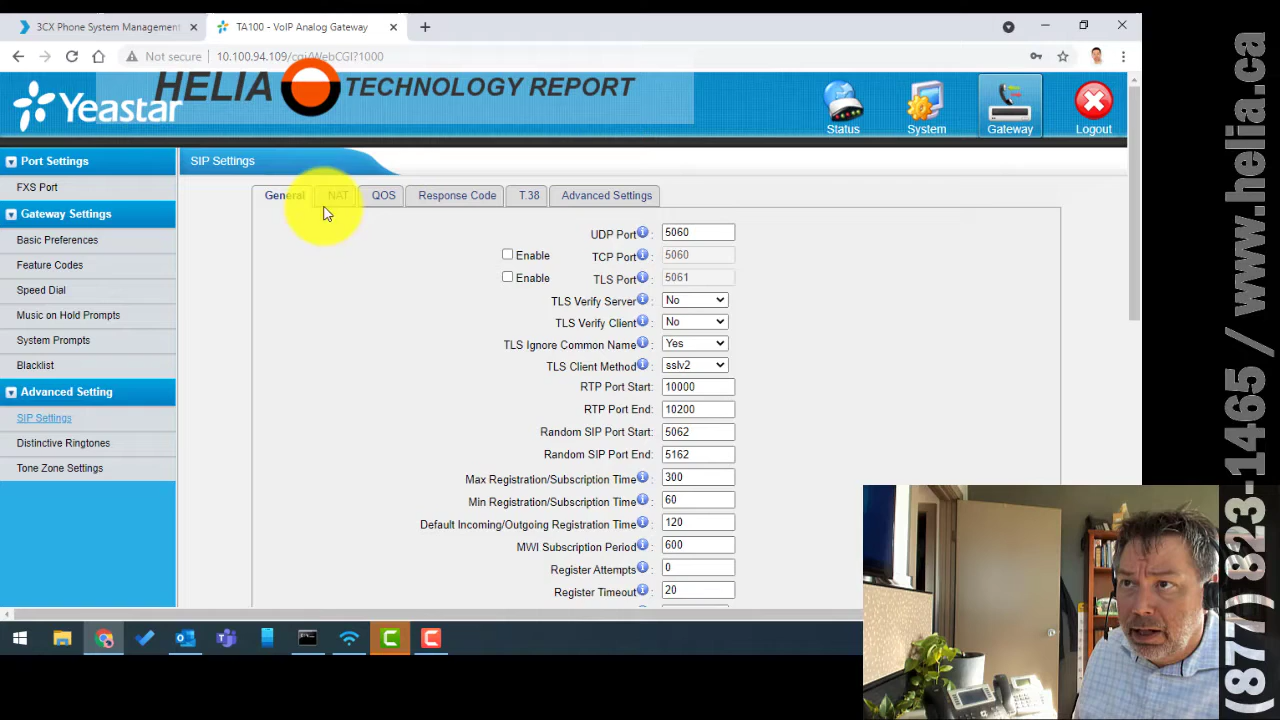 3CX Phone System Management
TA100 - VoIP Analog Gateway
Not secure
10.100.94.109/cgi/WebCGI?1000
HELIA TECHNOLOGY REPORT
Yeastar
Status
System
Gateway
Logout
Port Settings
FXS Port
Gateway Settings
Basic Preferences
Feature Codes
Speed Dial
Music on Hold Prompts
System Prompts
Blacklist
Advanced Setting
SIP Settings
Distinctive Ringtones
Tone Zone Settings
SIP Settings
General
NAT
QOS
Response Code
T.38
Advanced Settings
UDP Port : 5060
Enable TCP Port : 5060
Enable TLS Port : 5061
TLS Verify Server : No
TLS Verify Client : No
TLS Ignore Common Name : Yes
TLS Client Method : sslv2
RTP Port Start: 10000
RTP Port End: 10200
Random SIP Port Start: 5062
Random SIP Port End: 5162
Max Registration/Subscription Time : 300
Min Registration/Subscription Time : 60
Default Incoming/Outgoing Registration Time : 120
MWI Subscription Period : 600
Register Attempts : 0
Register Timeout : 20
(877) 823-1465 / www.helia.ca